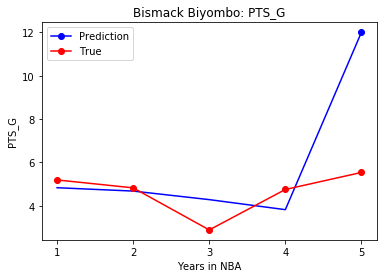 Bismack Biyombo: PTS_G
Prediction
True
12
10
8
6
4
PTS_G
1 2 3 4 5
Years in NBA